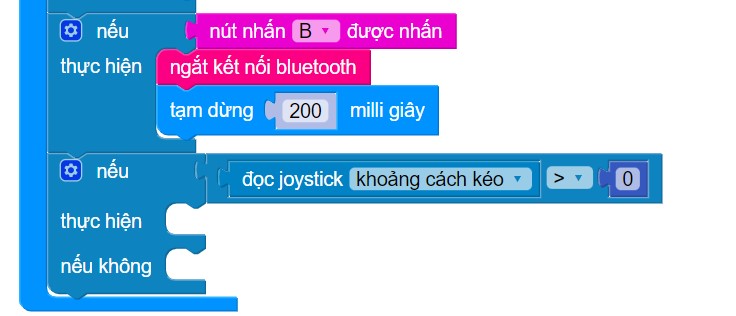 nếu nút nhấn B được nhấn
thực hiện ngắt kết nối bluetooth
tạm dừng 200 milli giây
nếu đọc joystick khoảng cách kéo > 0
thực hiện
nếu không